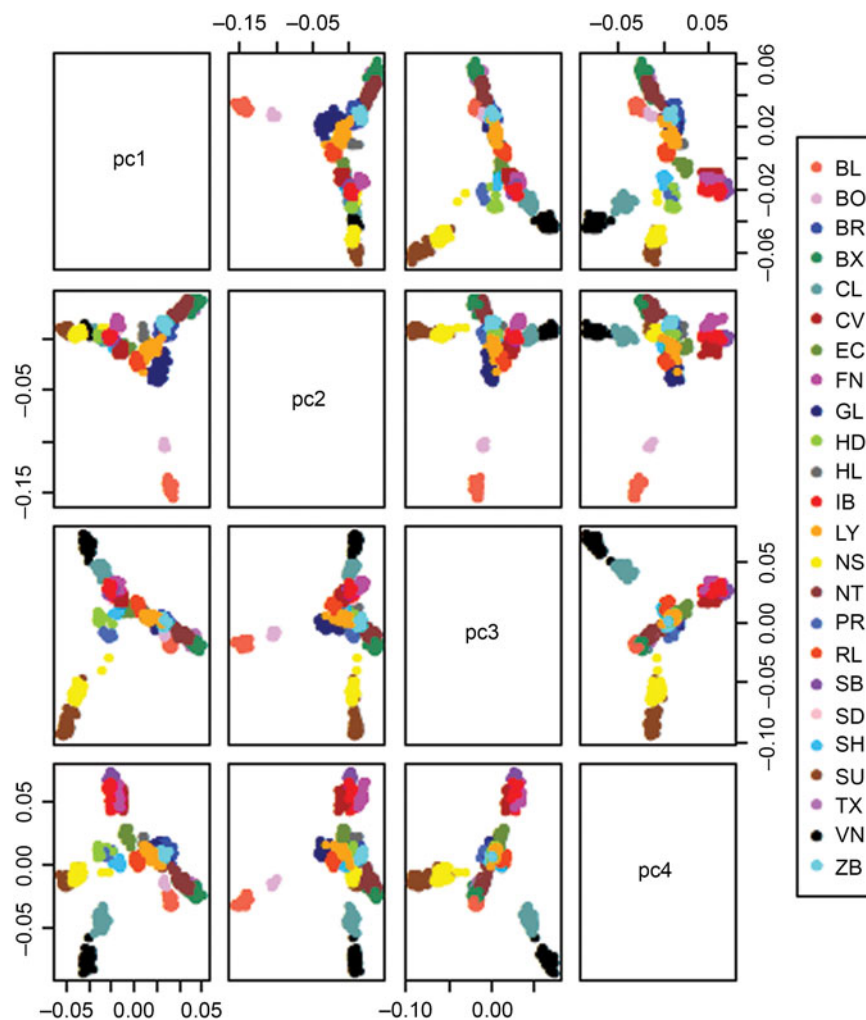 −0.15 −0.05
−0.05 0.05
pc1
0.06
0.02
−0.02
−0.06
−0.05
−0.15
pc2
pc3
0.05
0.00
−0.05
−0.10
0.05
0.00
−0.05
pc4
−0.05 0.00 0.05
−0.10 0.00
BL
BO
BR
BX
CL
CV
EC
FN
GL
HD
HL
IB
LY
NS
NT
PR
RL
SB
SD
SH
SU
TX
VN
ZB